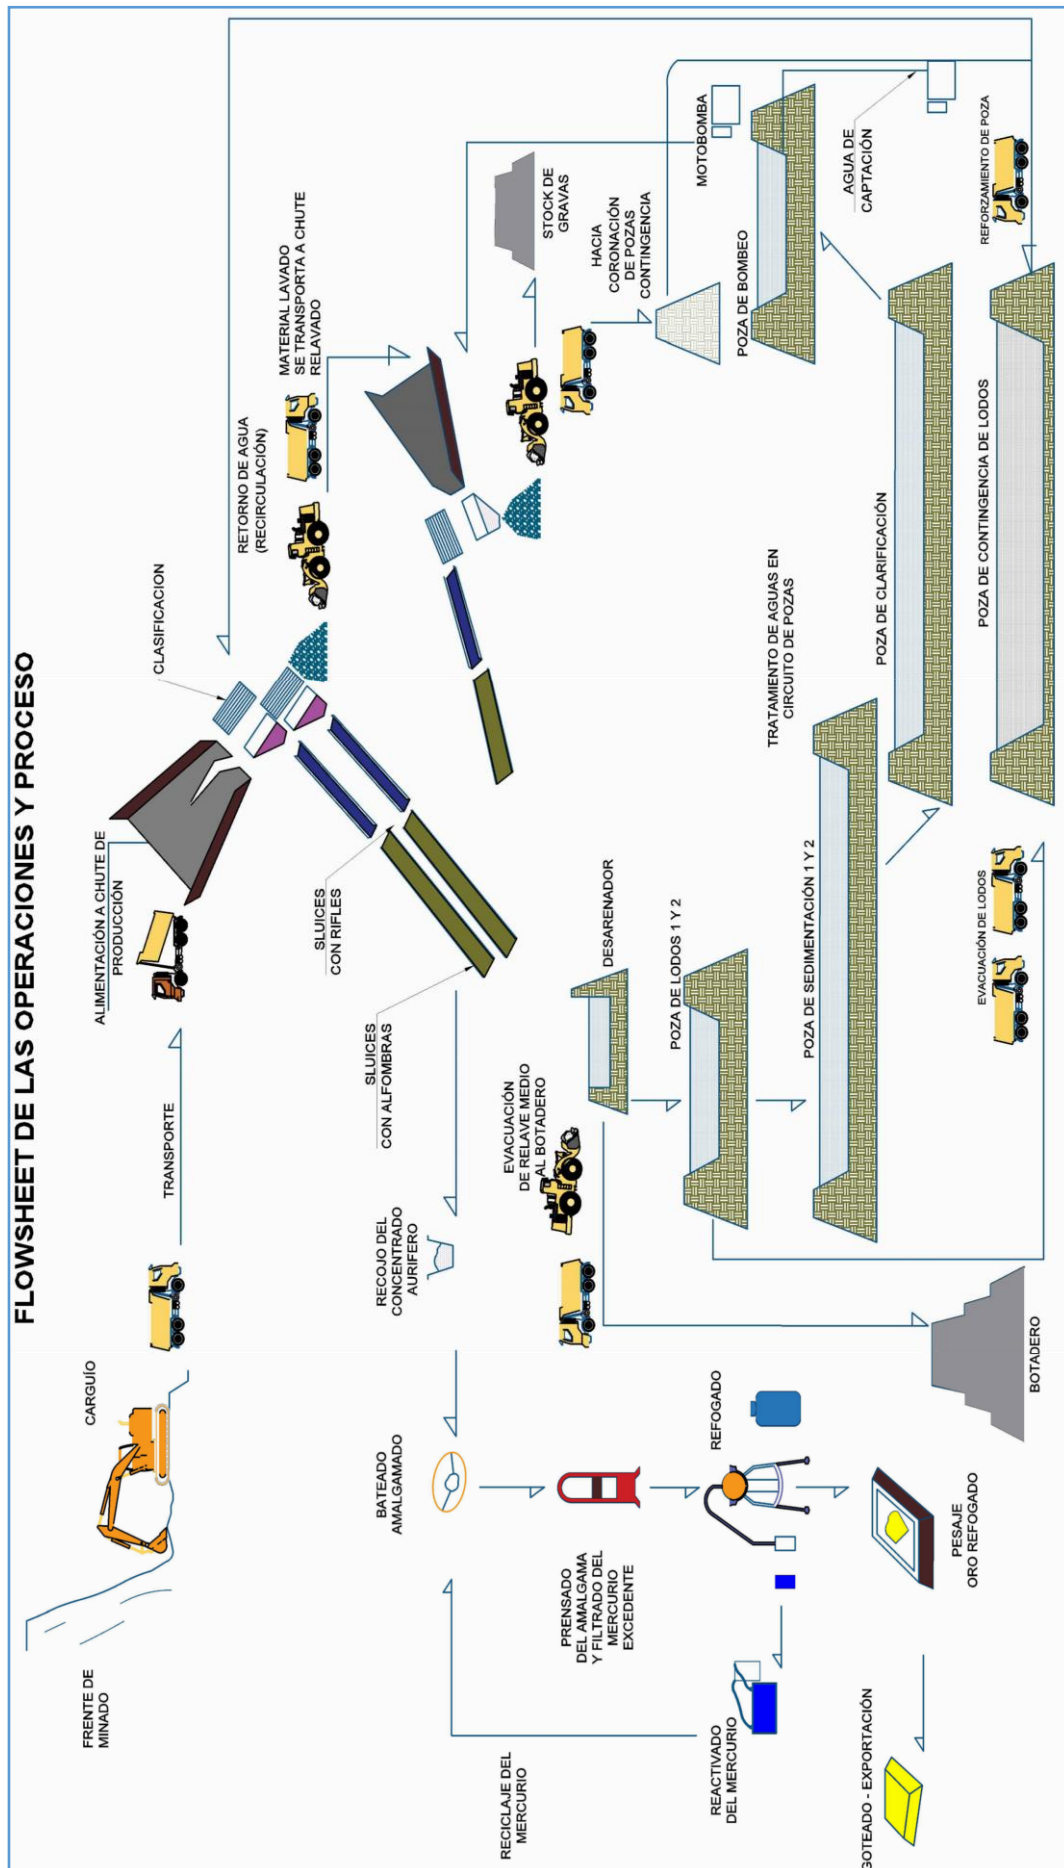 FLOWSHEET DE LAS OPERACIONES Y PROCESO
FRENTE DE
MINADO
CARGUÍO
TRANSPORTE
ALIMENTACIÓN A CHUTE DE
PRODUCCIÓN
CLASIFICACION
RETORNO DE AGUA
(RECIRCULACIÓN)
MATERIAL LAVADO
SE TRANSPORTA A CHUTE
RELAVADO
SLUICES
CON RIFLES
SLUICES
CON ALFOMBRAS
RECOJO DEL
CONCENTRADO
AURIFERO
BATEADO
AMALGAMADO
PRENSADO
DEL AMALGAMA
Y FILTRADO DEL
MERCURIO
EXCEDENTE
REFOGADO
REACTIVADO
DEL MERCURIO
RECICLAJE DEL
MERCURIO
PESAJE
ORO REFOGADO
GOTEADO - EXPORTACIÓN
EVACUACIÓN
DE RELAVE MEDIO
AL BOTADERO
BOTADERO
DESARENADOR
POZA DE LODOS 1 Y 2
POZA DE SEDIMENTACIÓN 1 Y 2
TRATAMIENTO DE AGUAS EN
CIRCUITO DE POZAS
POZA DE CLARIFICACIÓN
POZA DE CONTINGENCIA DE LODOS
EVACUACIÓN DE LODOS
STOCK DE
GRAVAS
HACIA
CORONACIÓN
DE POZAS
CONTINGENCIA
MOTOBOMBA
POZA DE BOMBEO
AGUA DE
CAPTACIÓN
REFORZAMIENTO DE POZA